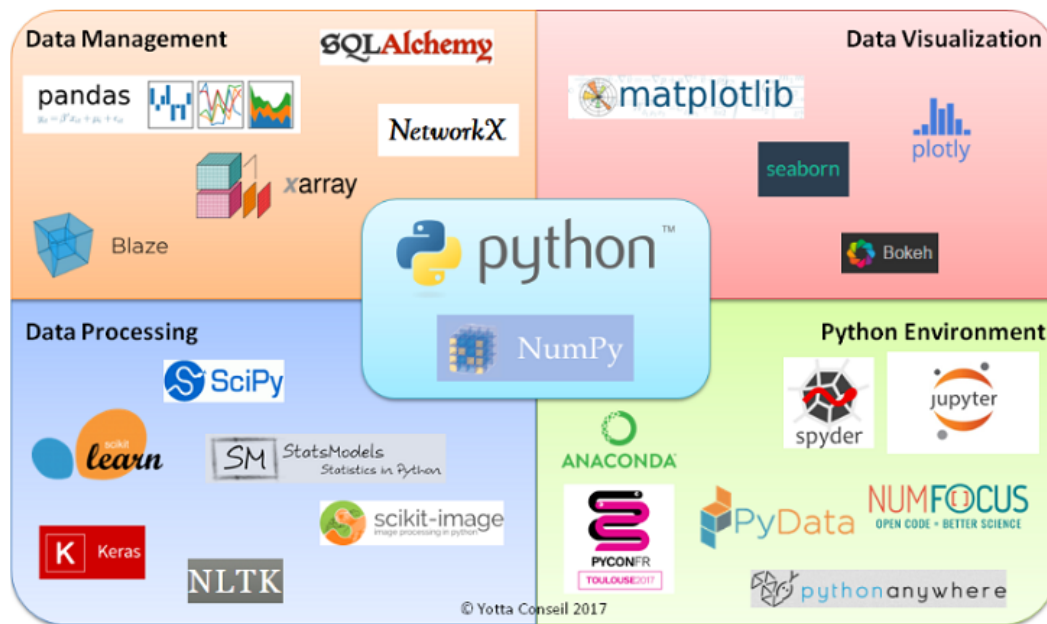 Data Management
SQLAlchemy
pandas
NetworkX
xarray
Blaze
Data Visualization
matplotlib
seaborn
plotly
Bokeh
python™
NumPy
Data Processing
SciPy
scikit
learn
SM
StatsModels
Statistics in Python
scikit-image
image processing in python
K Keras
NLTK
Python Environment
spyder
jupyter
ANACONDA
PYCONFR
TOULOUSE2017
PyData
NUMFOCUS
OPEN CODE = BETTER SCIENCE
pythonanywhere
© Yotta Conseil 2017